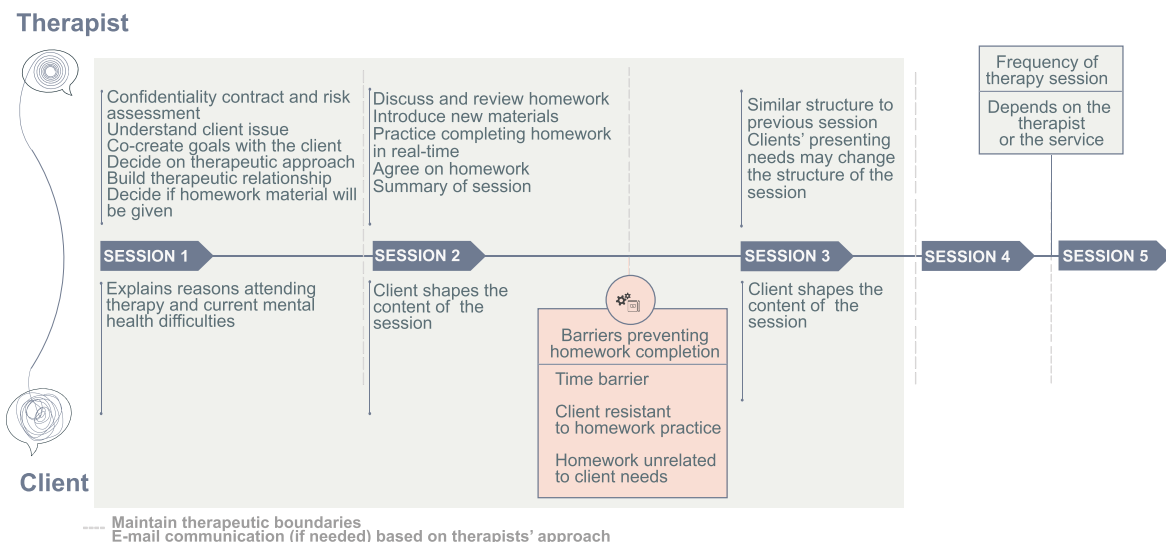 Therapist
Confidentiality contract and risk
assessment
Understand client issue
Co-create goals with the client
Decide on therapeutic approach
Build therapeutic relationship
Decide if homework material will
be given
Discuss and review homework
Introduce new materials
Practice completing homework
in real-time
Agree on homework
Summary of session
Similar structure to
previous session
Clients’ presenting
needs may change
the structure of the
session
Frequency of
therapy session
Depends on the
therapist
or the service
SESSION 1
SESSION 2
SESSION 3
SESSION 4
SESSION 5
Explains reasons attending
therapy and current mental
health difficulties
Client shapes the
content of the
session
Barriers preventing
homework completion
Time barrier
Client resistant
to homework practice
Homework unrelated
to client needs
Client shapes the
content of the
session
Client
Maintain therapeutic boundaries
E-mail communication (if needed) based on therapists’ approach